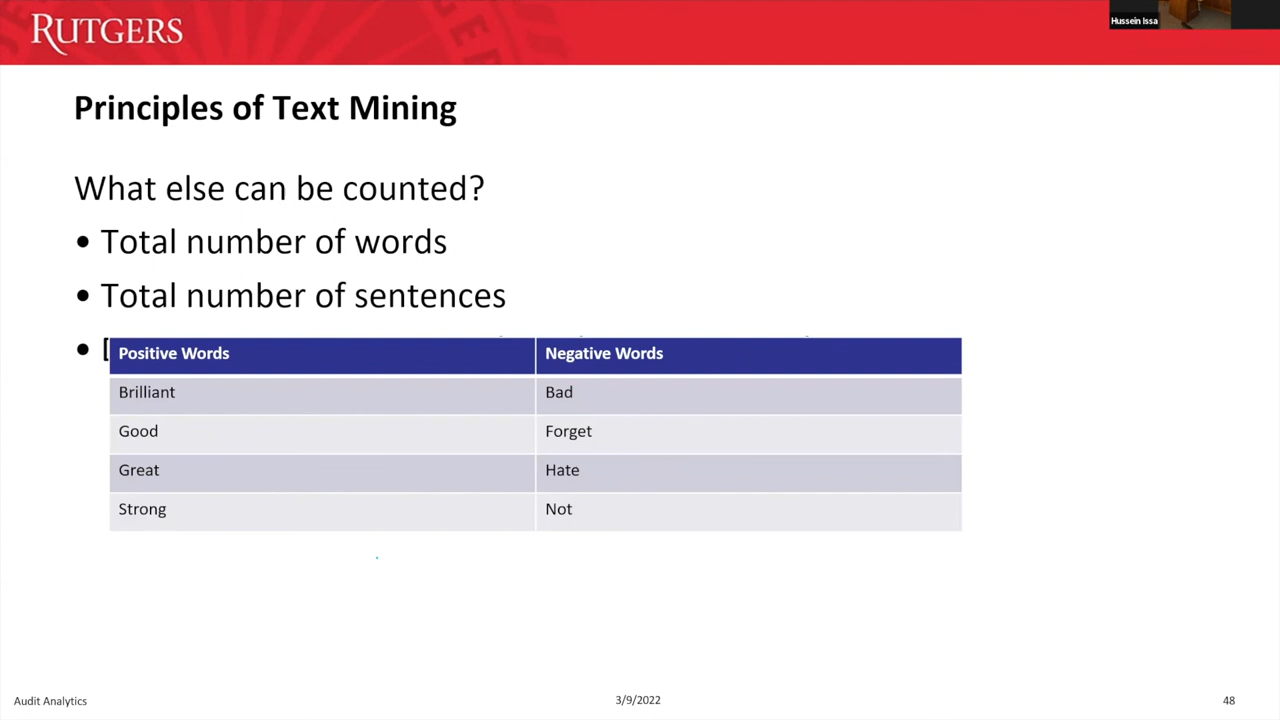 RUTGERS
Hussein Issa
Principles of Text Mining
What else can be counted?
• Total number of words
• Total number of sentences
•
Positive Words Negative Words
Brilliant Bad
Good Forget
Great Hate
Strong Not
Audit Analytics 3/9/2022 48